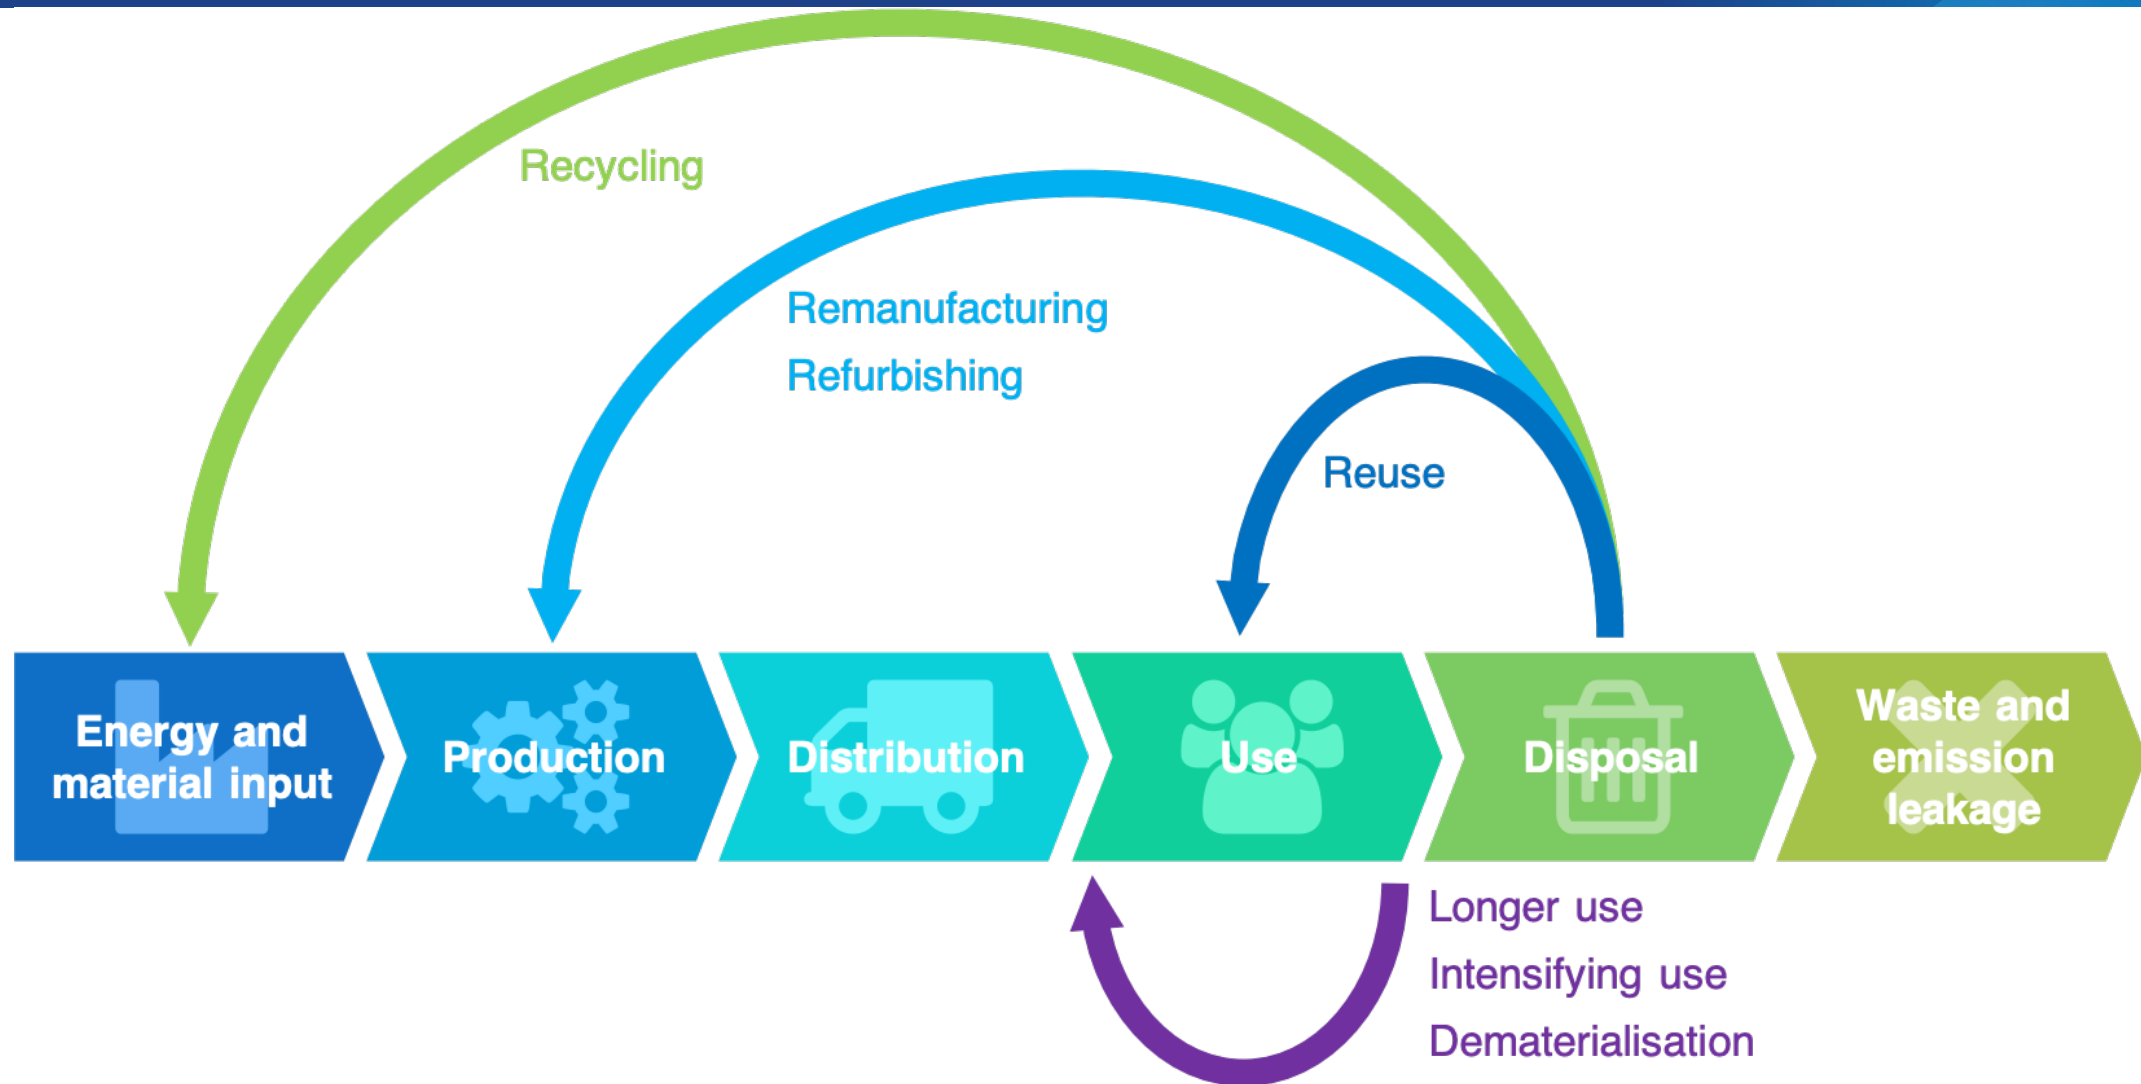 Recycling
Remanufacturing
Refurbishing
Reuse
Energy and
material input
Production
Distribution
Use
Disposal
Waste and
emission
leakage
Longer use
Intensifying use
Dematerialisation